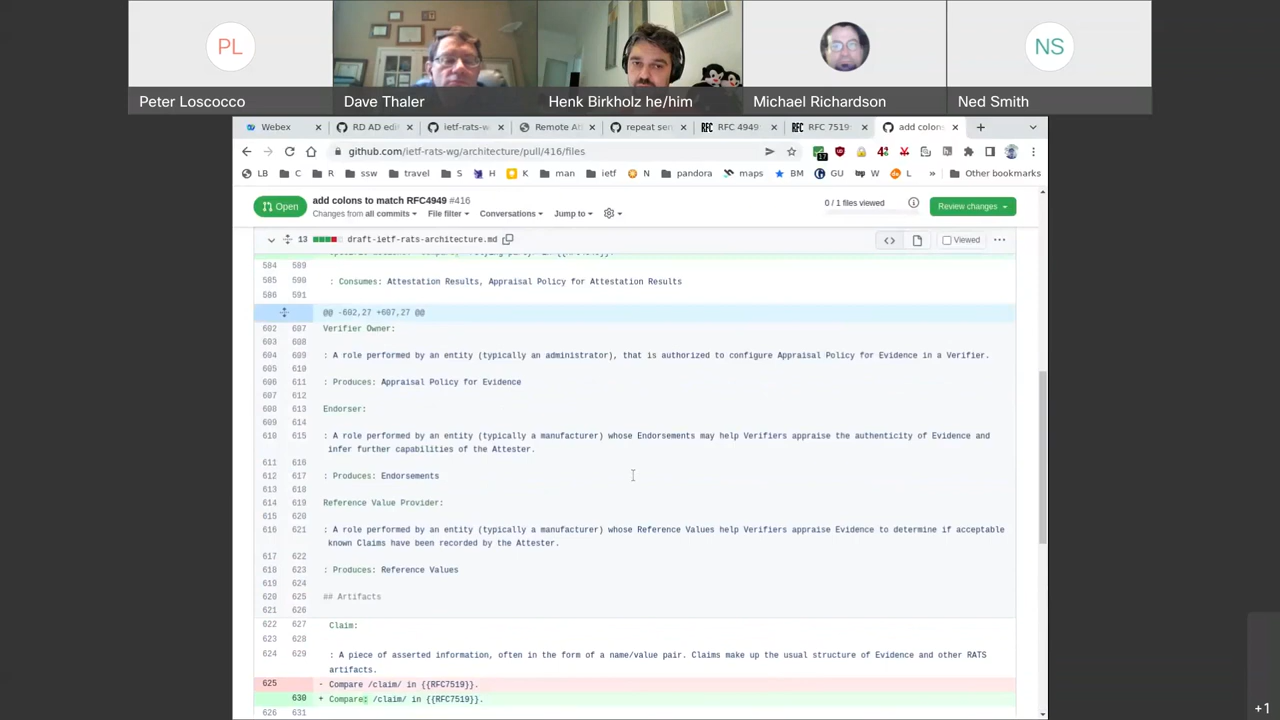 PL
NS
Peter Loscocco
Dave Thaler
Henk Birkholz he/him
Michael Richardson
Ned Smith
Webex
RD AD edi
ietf-rats-w
Remote At
repeat sen
RFC 4949
RFC 7519
add colons
github.com/ietf-rats-wg/architecture/pull/416/files
17
LB C R ssw travel S H K man ietf N pandora maps BM GU W L » Other bookmarks
Open
add colons to match RFC4949 #416
Changes from all commits File filter Conversations Jump to
0 / 1 files viewed
Review changes
13 draft-ietf-rats-architecture.md
Viewed
584 589
585 590 : Consumes: Attestation Results, Appraisal Policy for Attestation Results
586 591
@@ -602,27 +607,27 @@
602 607 Verifier Owner:
603 608
604 609 : A role performed by an entity (typically an administrator), that is authorized to configure Appraisal Policy for Evidence in a Verifier.
605 610
606 611 : Produces: Appraisal Policy for Evidence
607 612
608 613 Endorser:
609 614
610 615 : A role performed by an entity (typically a manufacturer) whose Endorsements may help Verifiers appraise the authenticity of Evidence and
infer further capabilities of the Attester.
611 616
612 617 : Produces: Endorsements
613 618
614 619 Reference Value Provider:
615 620
616 621 : A role performed by an entity (typically a manufacturer) whose Reference Values help Verifiers appraise Evidence to determine if acceptable
known Claims have been recorded by the Attester.
617 622
618 623 : Produces: Reference Values
619 624
620 625 ## Artifacts
621 626
622 627 Claim:
623 628
624 629 : A piece of asserted information, often in the form of a name/value pair. Claims make up the usual structure of Evidence and other RATS
artifacts.
625 - Compare /claim/ in {{RFC7519}}.
630 + Compare: /claim/ in {{RFC7519}}.
626 631
+1